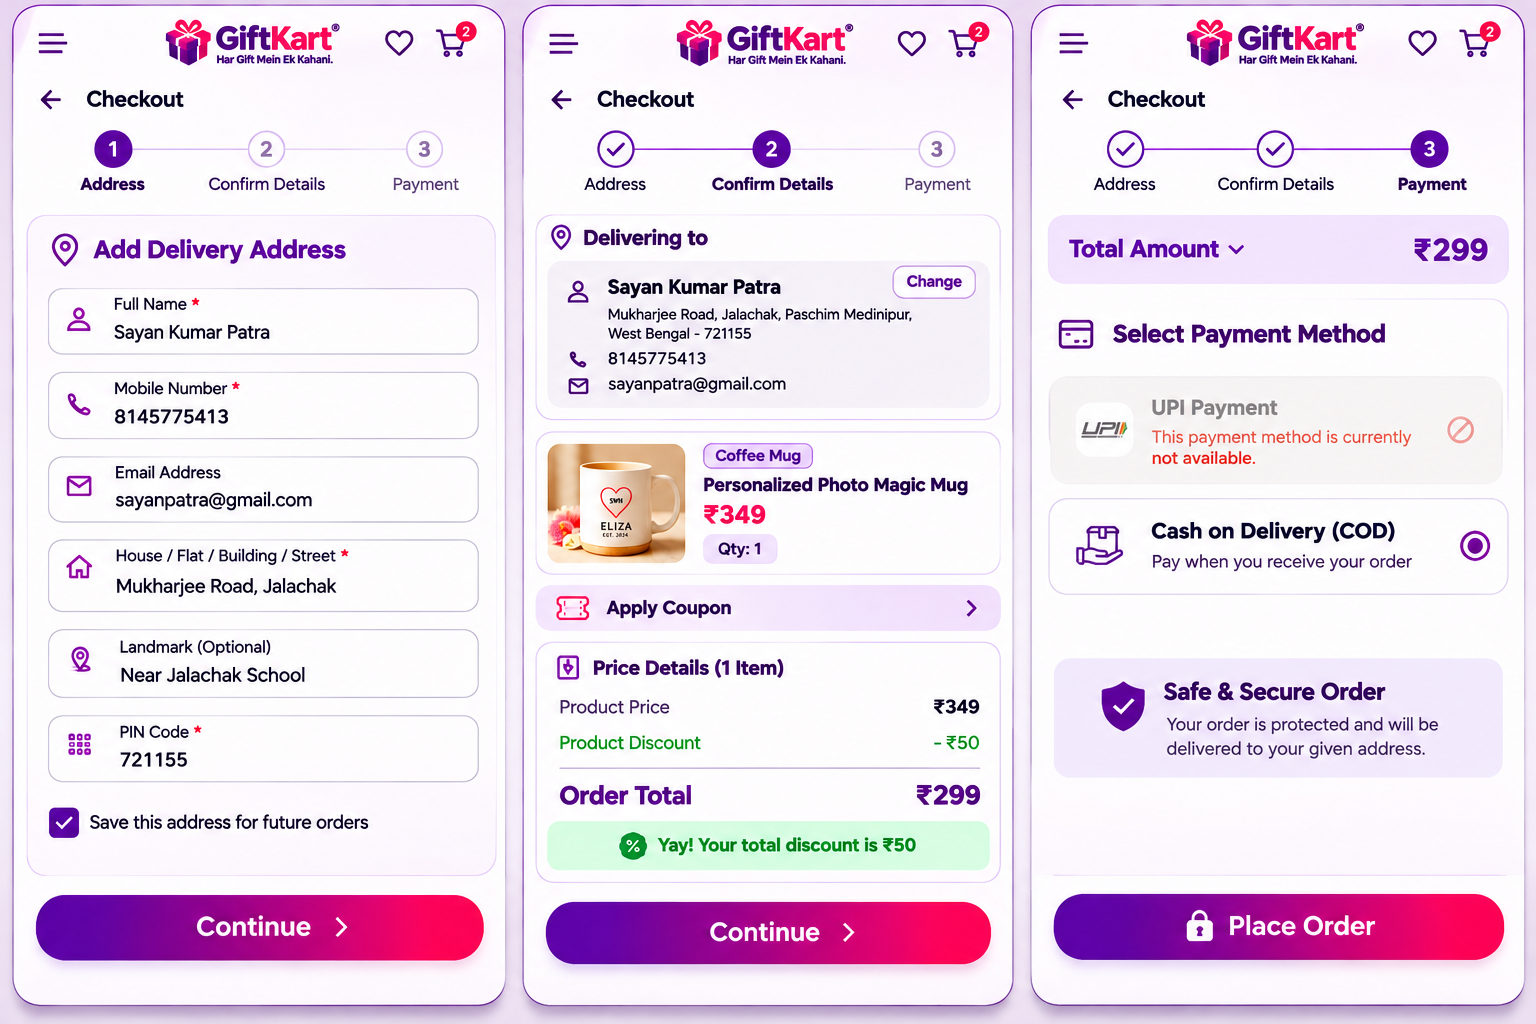 GiftKart®
Har Gift Mein Ek Kahani.
2
Checkout
1
2
3
Address
Confirm Details
Payment
Add Delivery Address
Full Name *
Sayan Kumar Patra
Mobile Number *
8145775413
Email Address
sayanpatra@gmail.com
House / Flat / Building / Street *
Mukharjee Road, Jalachak
Landmark (Optional)
Near Jalachak School
PIN Code *
721155
Save this address for future orders
Continue
GiftKart®
Har Gift Mein Ek Kahani.
2
Checkout
2
3
Address
Confirm Details
Payment
Delivering to
Sayan Kumar Patra
Change
Mukharjee Road, Jalachak, Paschim Medinipur,
West Bengal - 721155
8145775413
sayanpatra@gmail.com
SWH
ELIZA
EST. 2024
Coffee Mug
Personalized Photo Magic Mug
₹349
Qty: 1
Apply Coupon
Price Details (1 Item)
Product Price ₹349
Product Discount - ₹50
Order Total ₹299
% Yay! Your total discount is ₹50
Continue
GiftKart®
Har Gift Mein Ek Kahani.
2
Checkout
3
Address
Confirm Details
Payment
Total Amount ₹299
Select Payment Method
UPI
UPI Payment
This payment method is currently
not available.
Cash on Delivery (COD)
Pay when you receive your order
Safe & Secure Order
Your order is protected and will be
delivered to your given address.
Place Order